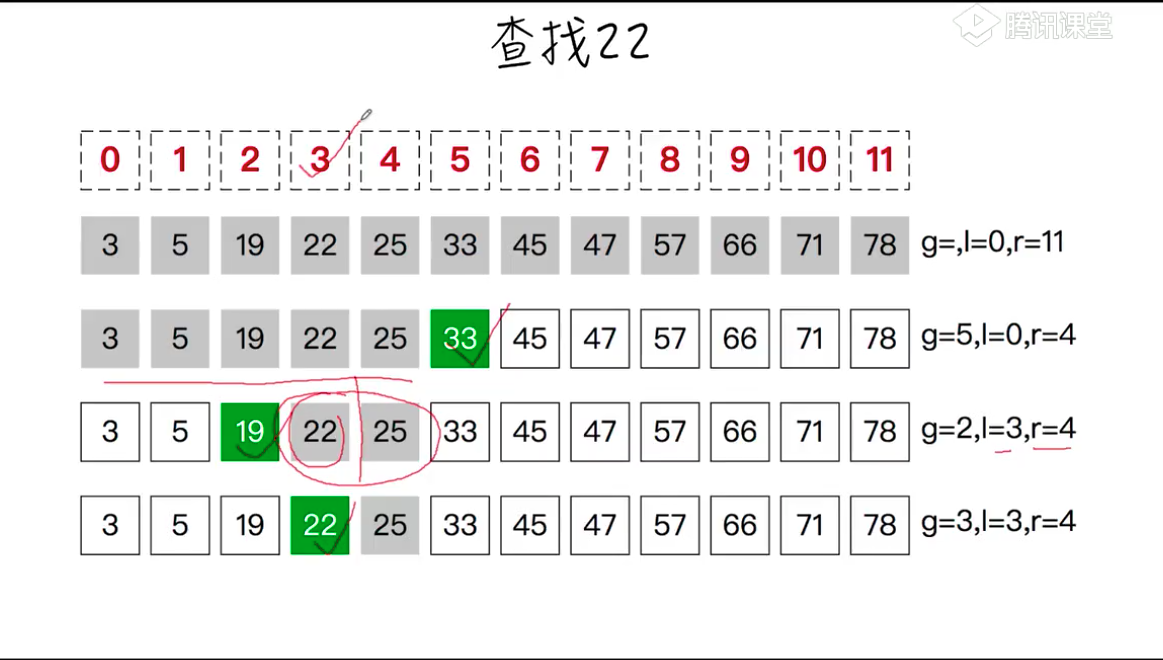 腾讯课堂
查找22
0 1 2 3 4 5 6 7 8 9 10 11
3 5 19 22 25 33 45 47 57 66 71 78 g=,l=0,r=11
3 5 19 22 25 33 45 47 57 66 71 78 g=5,l=0,r=4
3 5 19 22 25 33 45 47 57 66 71 78 g=2,l=3,r=4
3 5 19 22 25 33 45 47 57 66 71 78 g=3,l=3,r=4